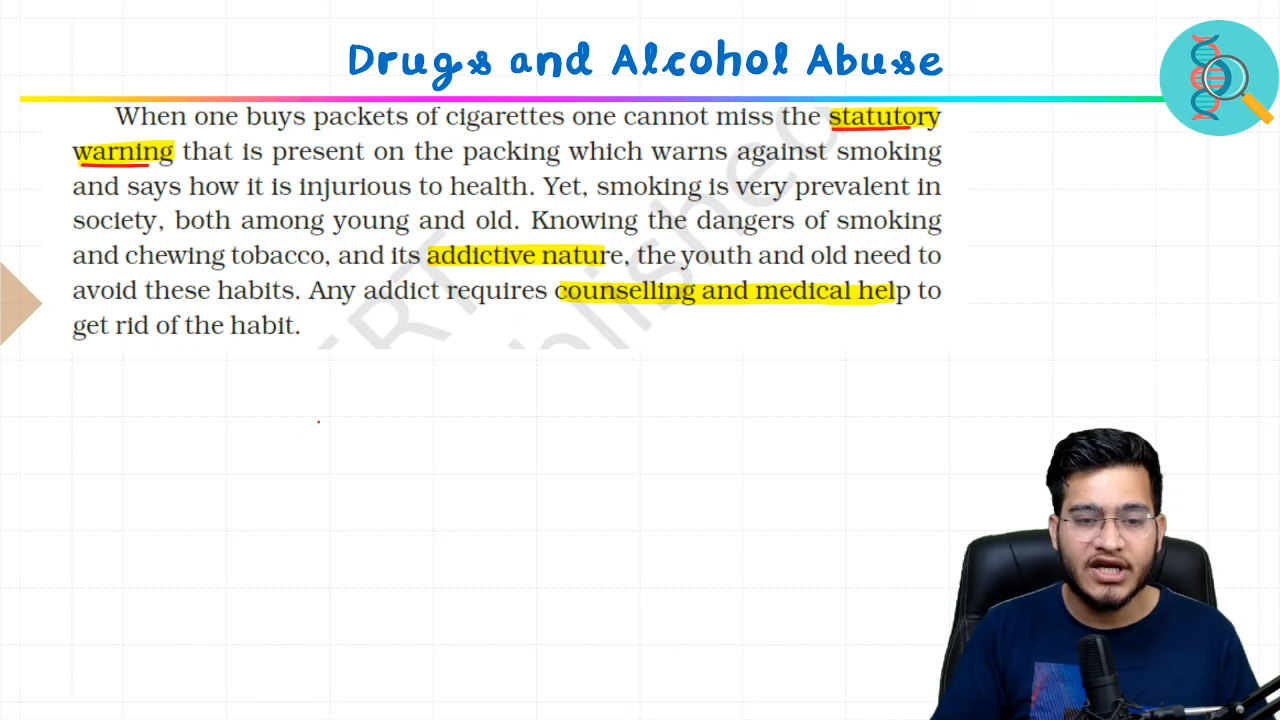 Drugs and Alcohol Abuse
When one buys packets of cigarettes one cannot miss the statutory
warning that is present on the packing which warns against smoking
and says how it is injurious to health. Yet, smoking is very prevalent in
society, both among young and old. Knowing the dangers of smoking
and chewing tobacco, and its addictive nature, the youth and old need to
avoid these habits. Any addict requires counselling and medical help to
get rid of the habit.